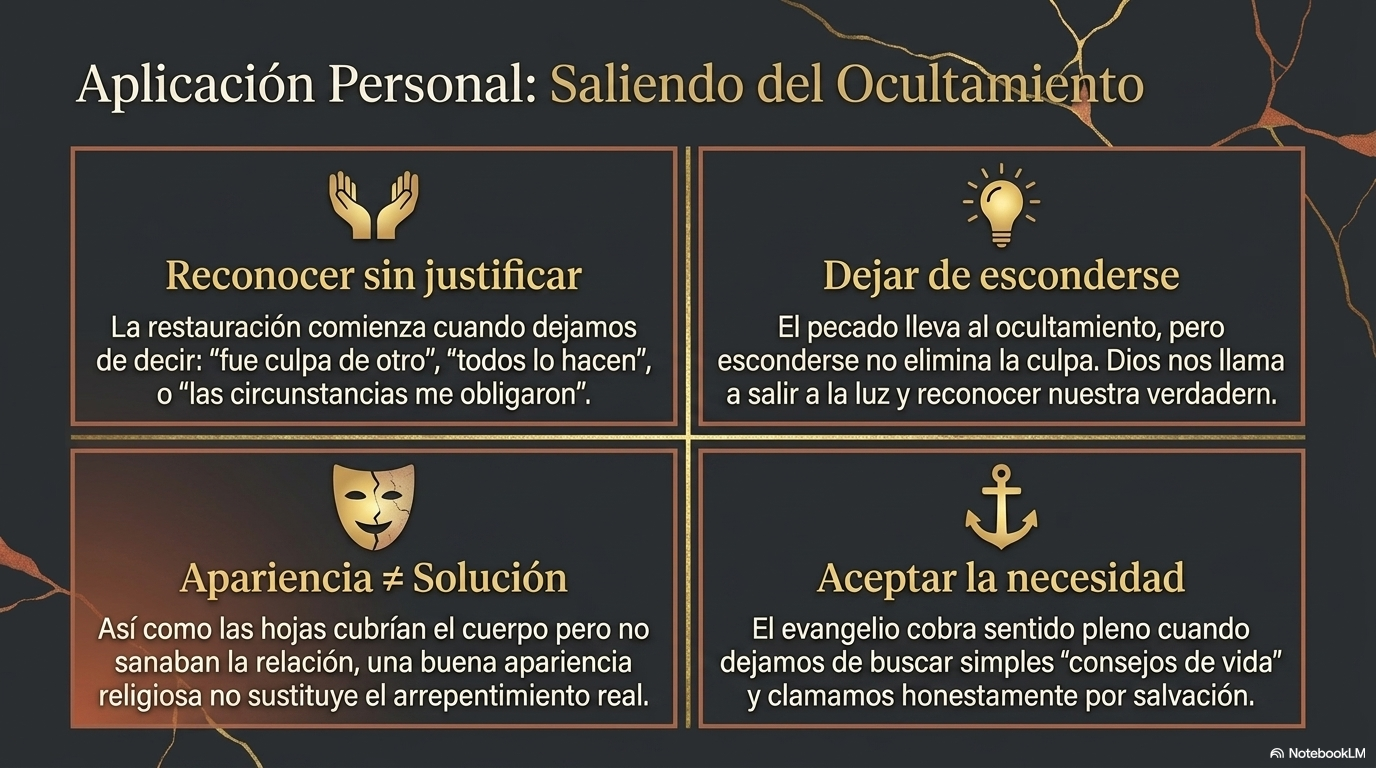 Aplicación Personal: Saliendo del Ocultamiento
Reconocer sin justificar
La restauración comienza cuando dejamos
de decir: “fue culpa de otro”, “todos lo hacen”,
o “las circunstancias me obligaron”.
Dejar de esconderse
El pecado lleva al ocultamiento, pero
esconderse no elimina la culpa. Dios nos llama
a salir a la luz y reconocer nuestra verdadern.
Apariencia ≠ Solución
Así como las hojas cubrían el cuerpo pero no
sanaban la relación, una buena apariencia
religiosa no sustituye el arrepentimiento real.
Aceptar la necesidad
El evangelio cobra sentido pleno cuando
dejamos de buscar simples “consejos de vida”
y clamamos honestamente por salvación.
NotebookLM